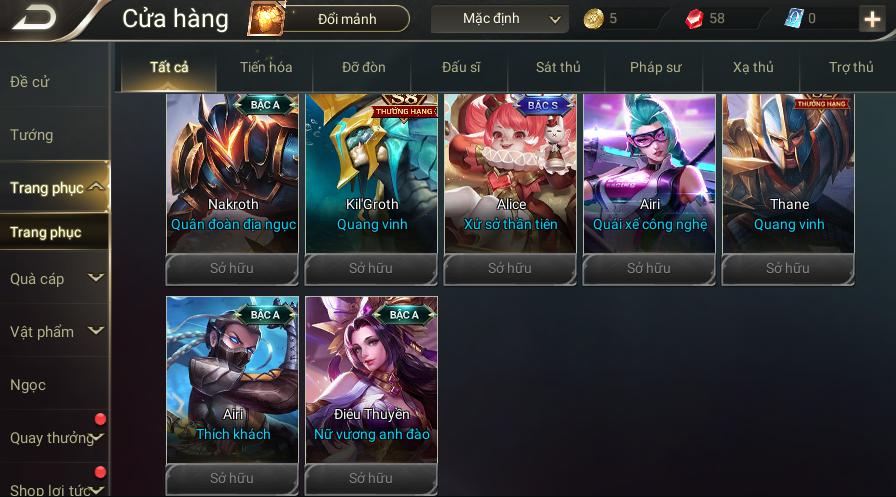 Cửa hàng
Đổi mảnh
Mặc định
5
58
0
Tất cả
Tiến hóa
Đỡ đòn
Đấu sĩ
Sát thủ
Pháp sư
Xạ thủ
Trợ thủ
Đề cử
Tướng
Trang phục
Trang phục
Quà cáp
Vật phẩm
Ngọc
Quay thưởng
Shop lợi tức
BẬC A
Nakroth
Quân đoàn địa ngục
Sở hữu
S8
THƯỞNG HẠNG
Kil'Groth
Quang vinh
Sở hữu
BẬC S
Alice
Xứ sở thần tiên
Sở hữu
Airi
Quái xế công nghệ
Sở hữu
THƯỞNG HẠNG
Thane
Quang vinh
Sở hữu
BẬC A
Airi
Thích khách
Sở hữu
BẬC A
Điêu Thuyền
Nữ vương anh đào
Sở hữu